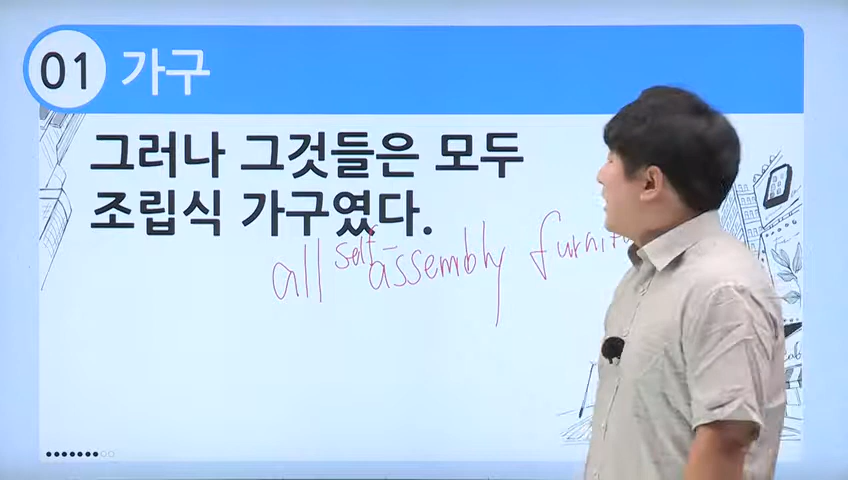 01 가구
그러나 그것들은 모두
조립식 가구였다.
all self-assembly